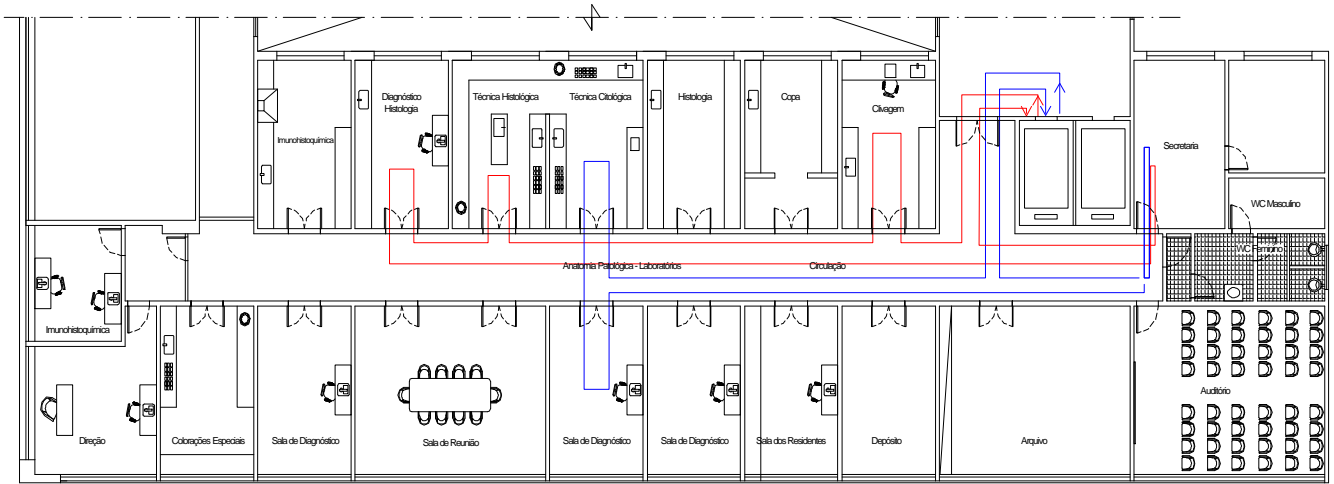 Diagnóstico
Histologia
Técnica Histológica
Técnica Citológica
Histologia
Copa
Clivagem
Imunohistoquímica
Secretaria
WC Masculino
WC Feminino
Anatomia Patológica - Laboratórios
Circulação
Imunohistoquímica
Auditório
Direção
Colorações Especiais
Sala de Diagnóstico
Sala de Reunião
Sala de Diagnóstico
Sala de Diagnóstico
Sala dos Residentes
Depósito
Arquivo